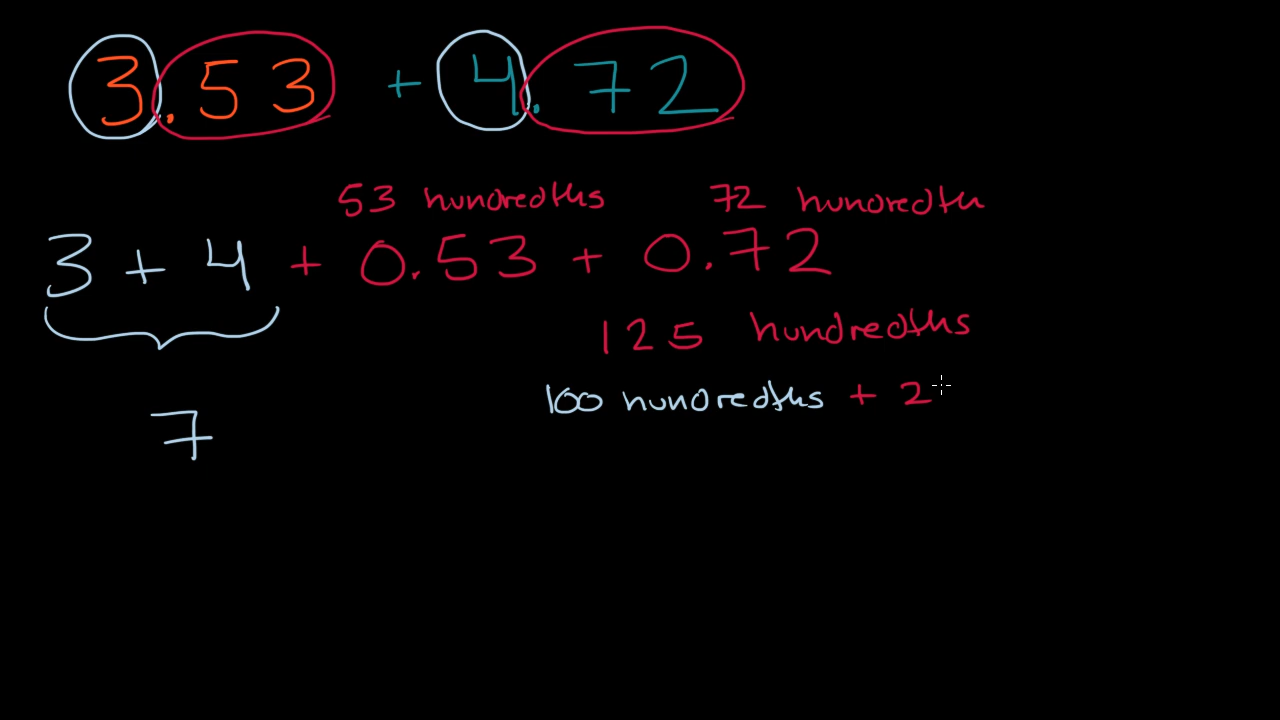 3.53 + 4.72
53 hundredths 72 hundredth
3 + 4 + 0.53 + 0.72
125 hundredths
100 hundredths + 2
7